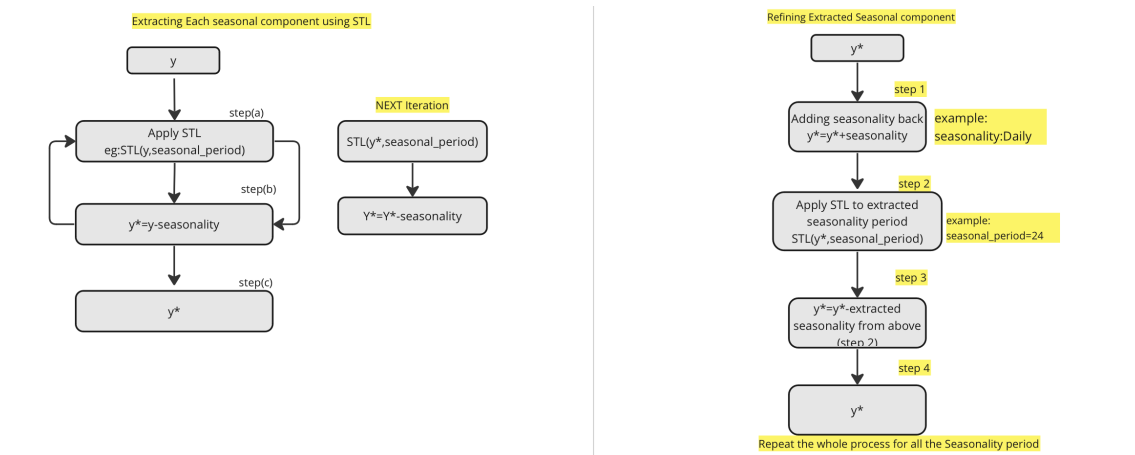 Extracting Each seasonal component using STL
y
step(a)
Apply STL
eg:STL(y,seasonal_period)
step(b)
y*=y-seasonality
step(c)
y*
NEXT Iteration
STL(y*,seasonal_period)
Y*=Y*-seasonality
Refining Extracted Seasonal component
y*
step 1
Adding seasonality back
y*=y*+seasonality
example:
seasonality:Daily
step 2
Apply STL to extracted
seasonality period
STL(y*,seasonal_period)
example:
seasonal_period=24
step 3
y*=y*-extracted
seasonality from above
(step 2)
step 4
y*
Repeat the whole process for all the Seasonality period